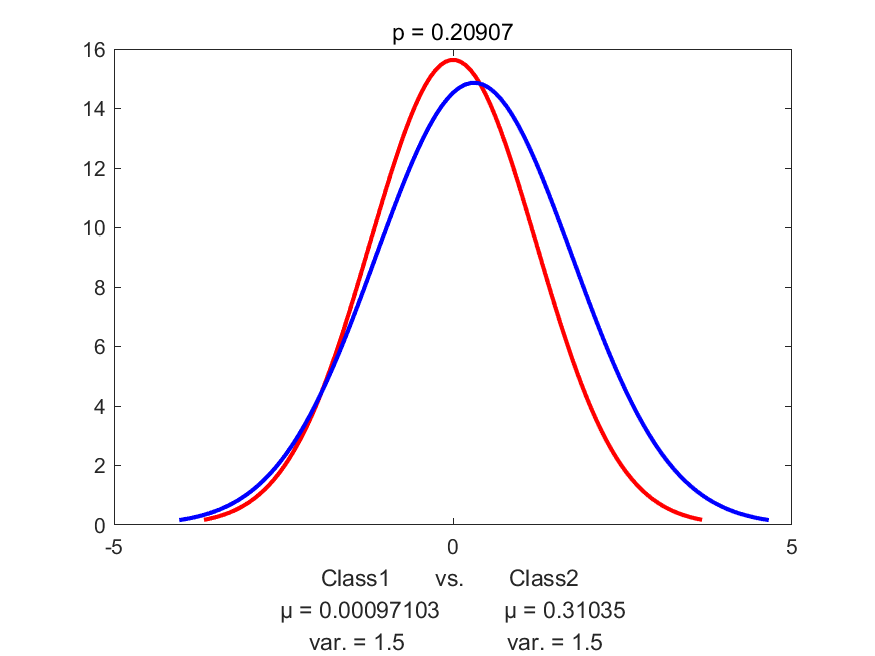 p = 0.20907
16
14
12
10
8
6
4
2
0
-5 0 5
Class1 vs. Class2
μ = 0.00097103 μ = 0.31035
var. = 1.5 var. = 1.5